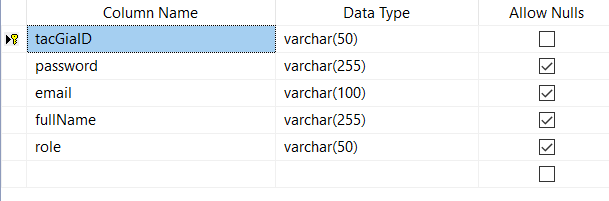 Column Name Data Type Allow Nulls
tacGiaID varchar(50)
password varchar(255)
email varchar(100)
fullName varchar(255)
role varchar(50)